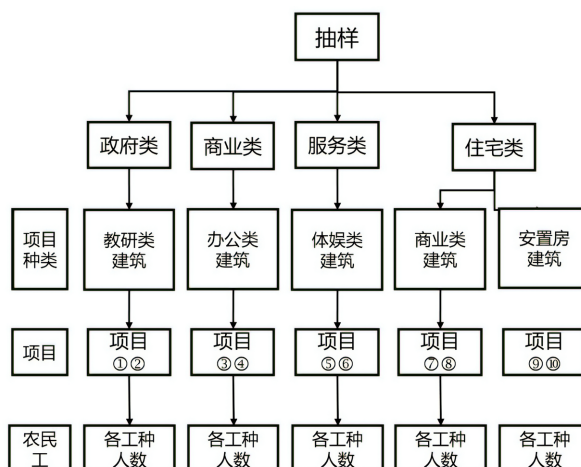 抽样
政府类
商业类
服务类
住宅类
项目
种类
教研类
建筑
办公类
建筑
体娱类
建筑
商业类
建筑
安置房
建筑
项目
项目
①②
项目
③④
项目
⑤⑥
项目
⑦⑧
项目
⑨⑩
农民
工
各工种
人数
各工种
人数
各工种
人数
各工种
人数
各工种
人数